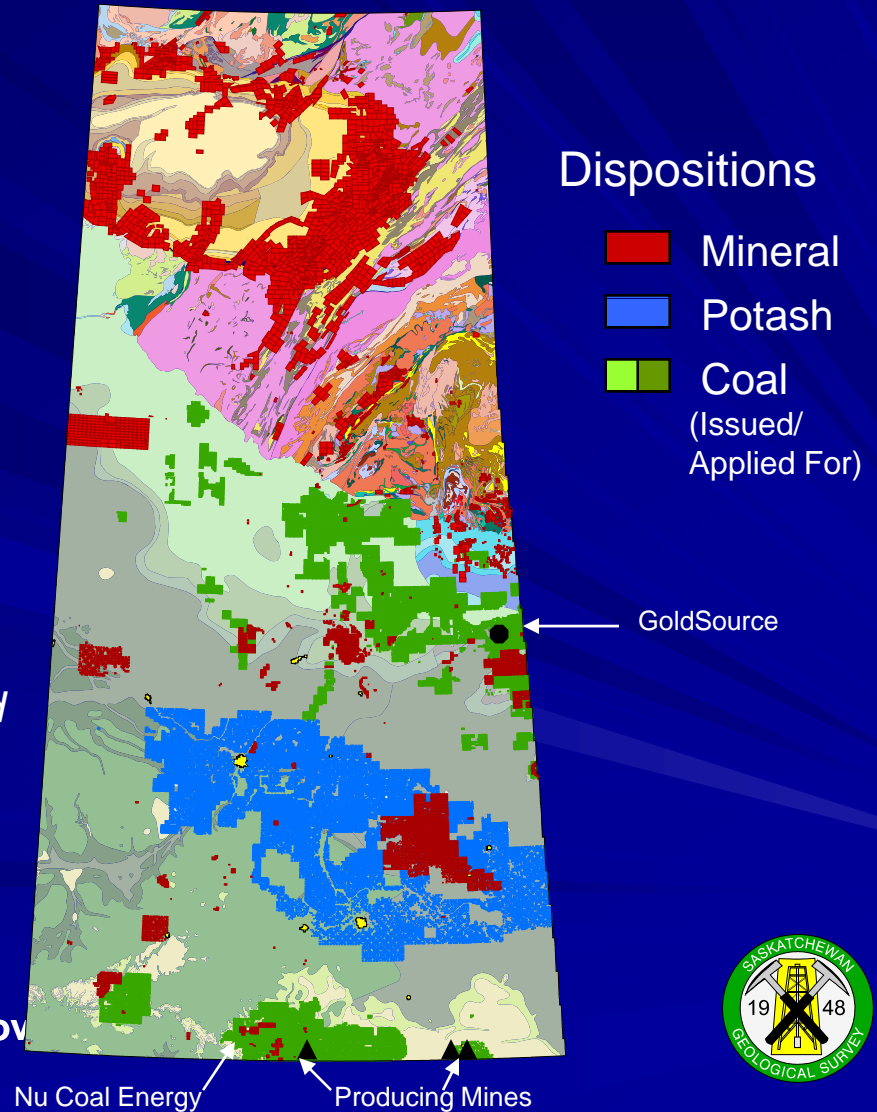 Dispositions
Mineral
Potash
Coal
(Issued/
Applied For)
GoldSource
Nu Coal Energy
Producing Mines
SASKATCHEWAN
19 48
GEOLOGICAL SURVEY